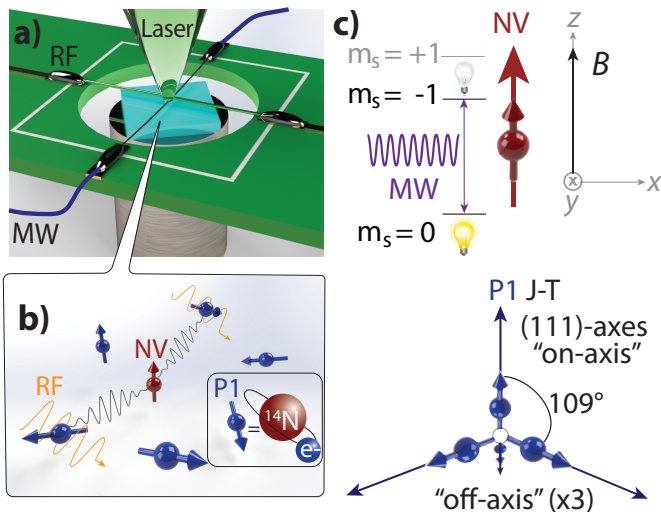 a)
Laser
RF
MW
b)
NV
RF
P1
=
¹⁴N
e-
c)
NV
z
B
x
y
mₛ = +1
mₛ = -1
MW
mₛ = 0
P1 J-T
(111)-axes
"on-axis"
109°
"off-axis" (x3)